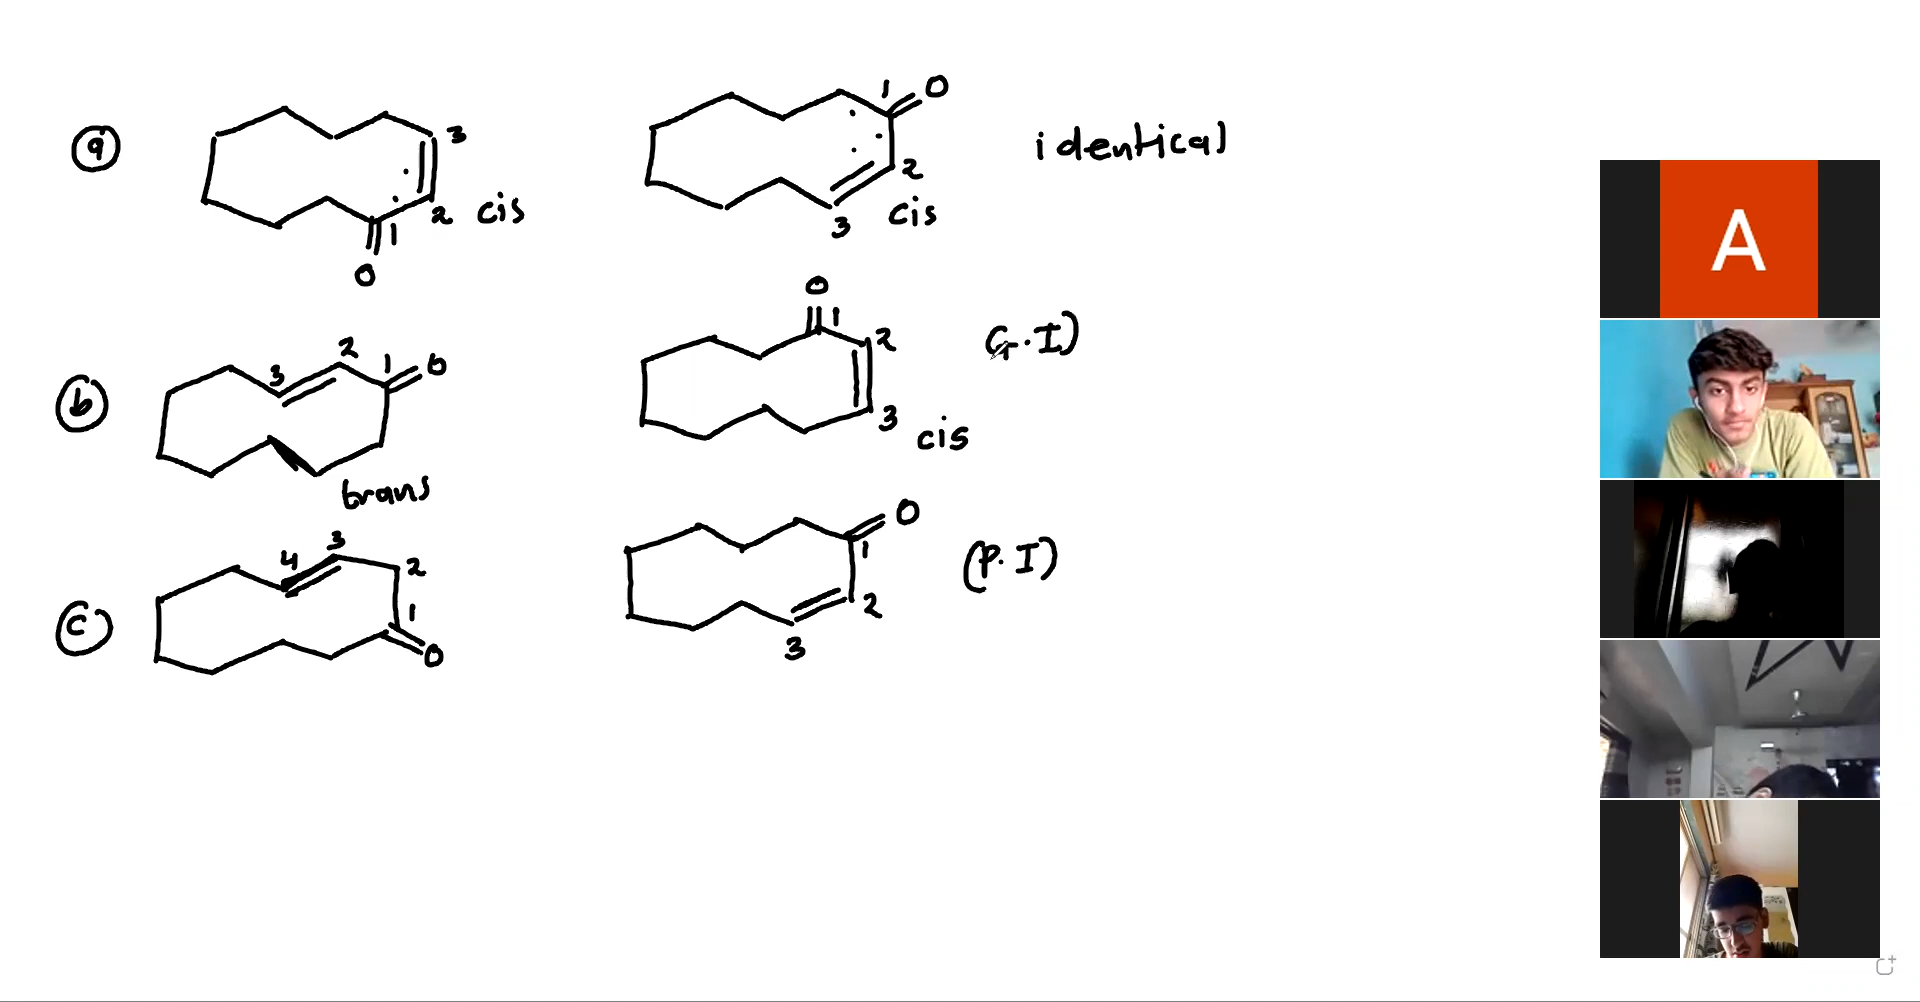 a
3
2 cis
1
O
1 O
2
3 cis
identical
b
3 2 1 O
trans
O
1 2
3
cis
G.I)
c
4 3 2
1
O
O
1
2
3
(P.I)
A